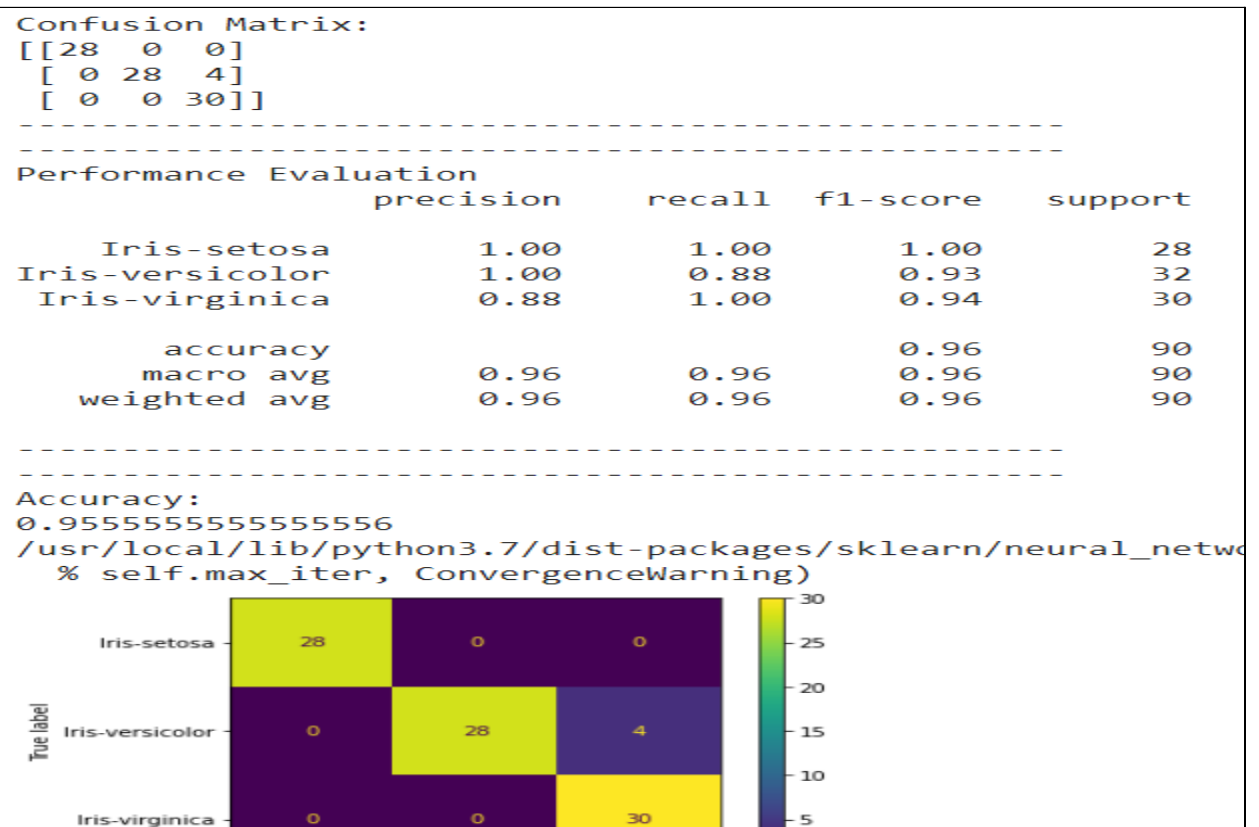 Confusion Matrix:
[[28  0  0]
 [ 0 28  4]
 [ 0  0 30]]
--------------------------------------------------
--------------------------------------------------
Performance Evaluation
precision recall f1-score support
Iris-setosa 1.00 1.00 1.00 28
Iris-versicolor 1.00 0.88 0.93 32
Iris-virginica 0.88 1.00 0.94 30
accuracy 0.96 90
macro avg 0.96 0.96 0.96 90
weighted avg 0.96 0.96 0.96 90
--------------------------------------------------
--------------------------------------------------
Accuracy:
0.9555555555555556
/usr/local/lib/python3.7/dist-packages/sklearn/neural_netwo
% self.max_iter, ConvergenceWarning)
30
Iris-setosa 28 0 0 25
20
True label
Iris-versicolor 0 28 4 15
10
Iris-virginica 0 0 30 5